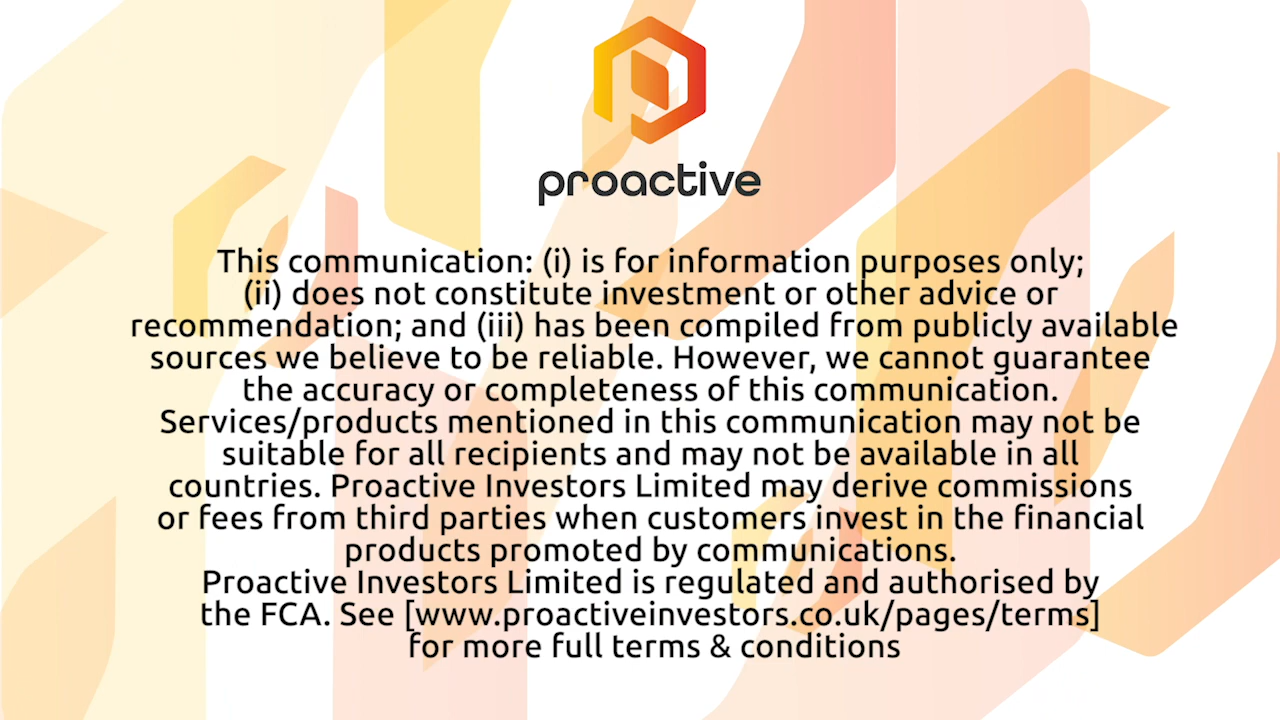 proactive
This communication: (i) is for information purposes only;
(ii) does not constitute investment or other advice or
recommendation; and (iii) has been compiled from publicly available
sources we believe to be reliable. However, we cannot guarantee
the accuracy or completeness of this communication.
Services/products mentioned in this communication may not be
suitable for all recipients and may not be available in all
countries. Proactive Investors Limited may derive commissions
or fees from third parties when customers invest in the financial
products promoted by communications.
Proactive Investors Limited is regulated and authorised by
the FCA. See [www.proactiveinvestors.co.uk/pages/terms]
for more full terms & conditions